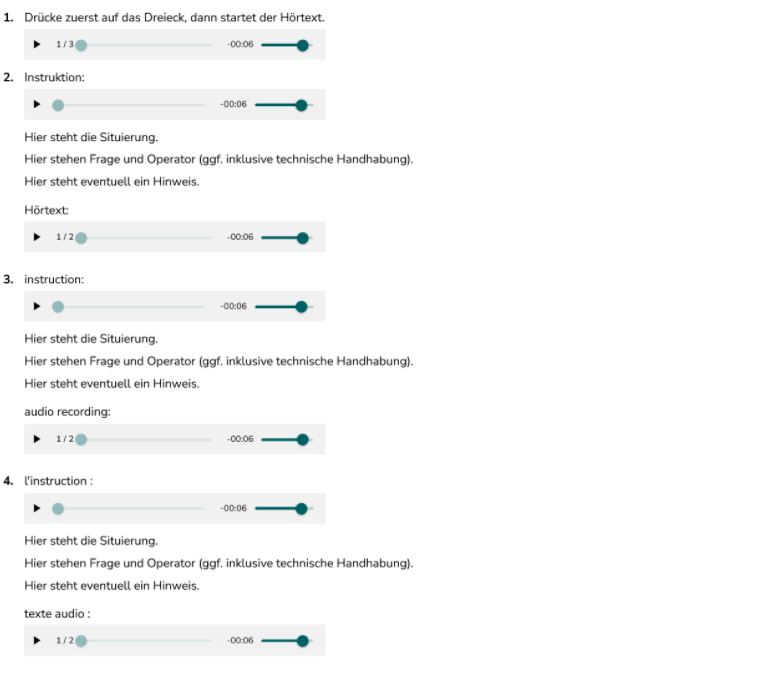 1. Drücke zuerst auf das Dreieck, dann startet der Hörtext.
1 / 3 -00:06
2. Instruktion:
-00:06
Hier steht die Situierung.
Hier stehen Frage und Operator (ggf. inklusive technische Handhabung).
Hier steht eventuell ein Hinweis.
Hörtext:
1 / 2 -00:06
3. instruction:
-00:06
Hier steht die Situierung.
Hier stehen Frage und Operator (ggf. inklusive technische Handhabung).
Hier steht eventuell ein Hinweis.
audio recording:
1 / 2 -00:06
4. l'instruction :
-00:06
Hier steht die Situierung.
Hier stehen Frage und Operator (ggf. inklusive technische Handhabung).
Hier steht eventuell ein Hinweis.
texte audio :
1 / 2 -00:06